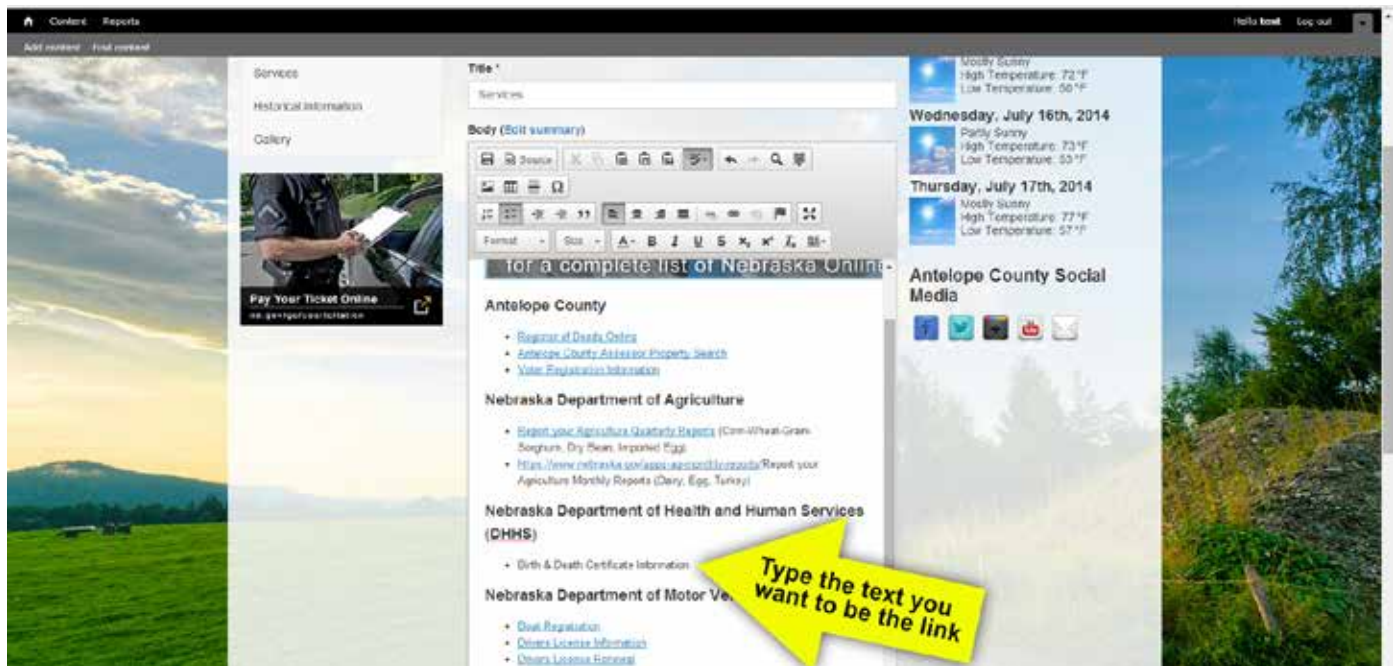 Content Reports
Hello Log out
Add content Find content
Services
Historical Information
Gallery
Pay Your Ticket Online
Title *
Services
Body (Edit summary)
Source
Format Size
for a complete list of Nebraska Online
Antelope County
Register of Deeds Online
Antelope County Assessor Property Search
Voter Registration Information
Nebraska Department of Agriculture
Report your Agriculture Quarterly Reports (Corn-Wheat-Grain-
Sorghum, Dry Bean, Imported Egg)
Report your
Agriculture Monthly Reports (Dairy, Egg, Turkey)
Nebraska Department of Health and Human Services
(DHHS)
Birth & Death Certificate Information
Nebraska Department of Motor Ve
Boat Registration
Drivers License Information
Drivers License Renewal
Type the text you
want to be the link
Mostly Sunny
High Temperature: 72 °F
Low Temperature: 50 °F
Wednesday, July 16th, 2014
Partly Sunny
High Temperature: 73 °F
Low Temperature: 53 °F
Thursday, July 17th, 2014
Mostly Sunny
High Temperature: 77 °F
Low Temperature: 57 °F
Antelope County Social
Media